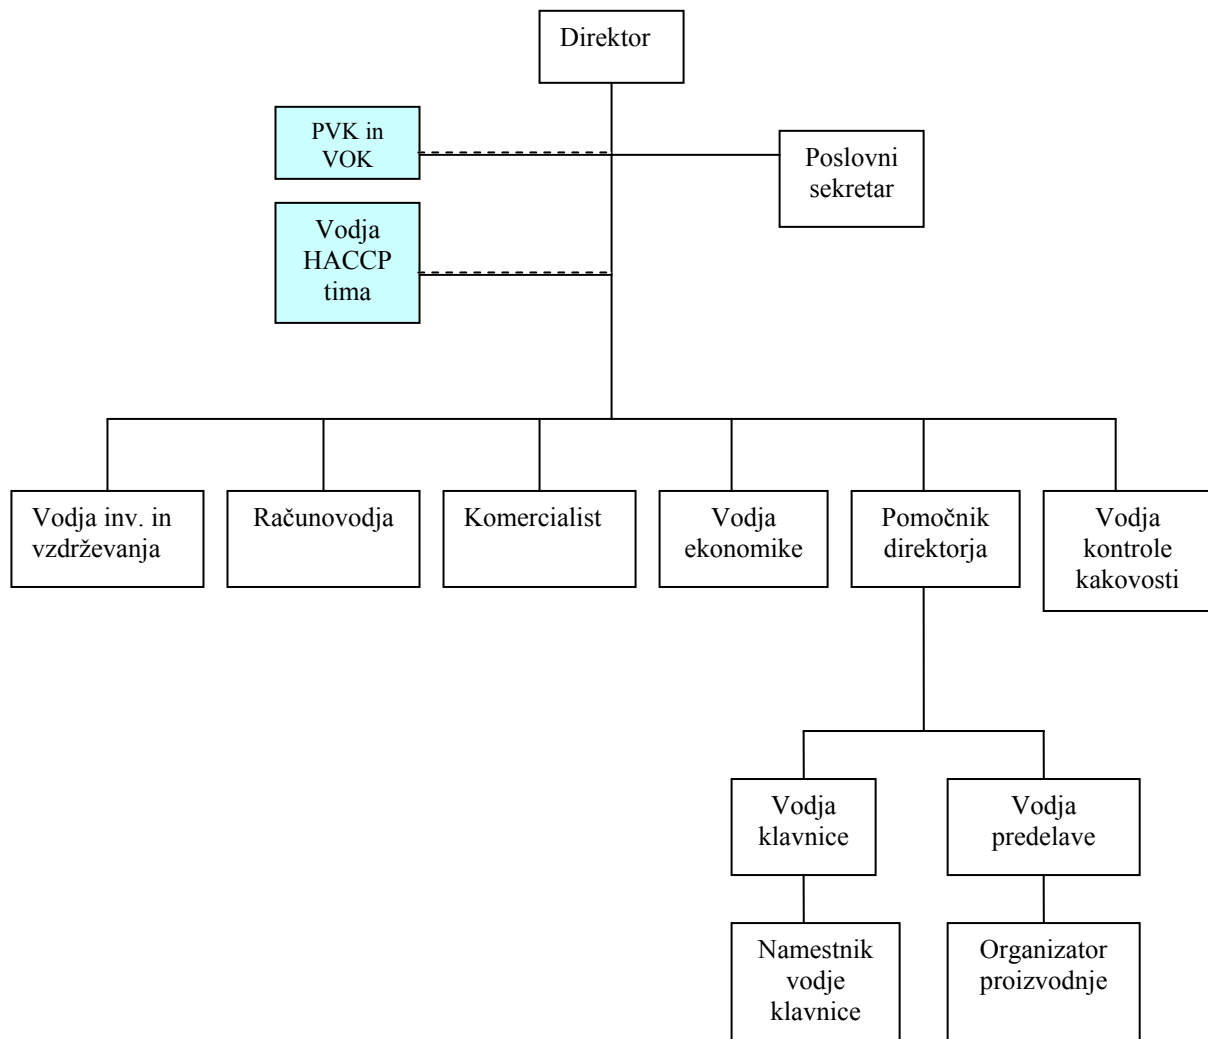 Direktor
PVK in
VOK
Poslovni
sekretar
Vodja
HACCP
tima
Vodja inv. in
vzdrževanja
Računovodja
Komercialist
Vodja
ekonomike
Pomočnik
direktorja
Vodja
kontrole
kakovosti
Vodja
klavnice
Vodja
predelave
Namestnik
vodje
klavnice
Organizator
proizvodnje